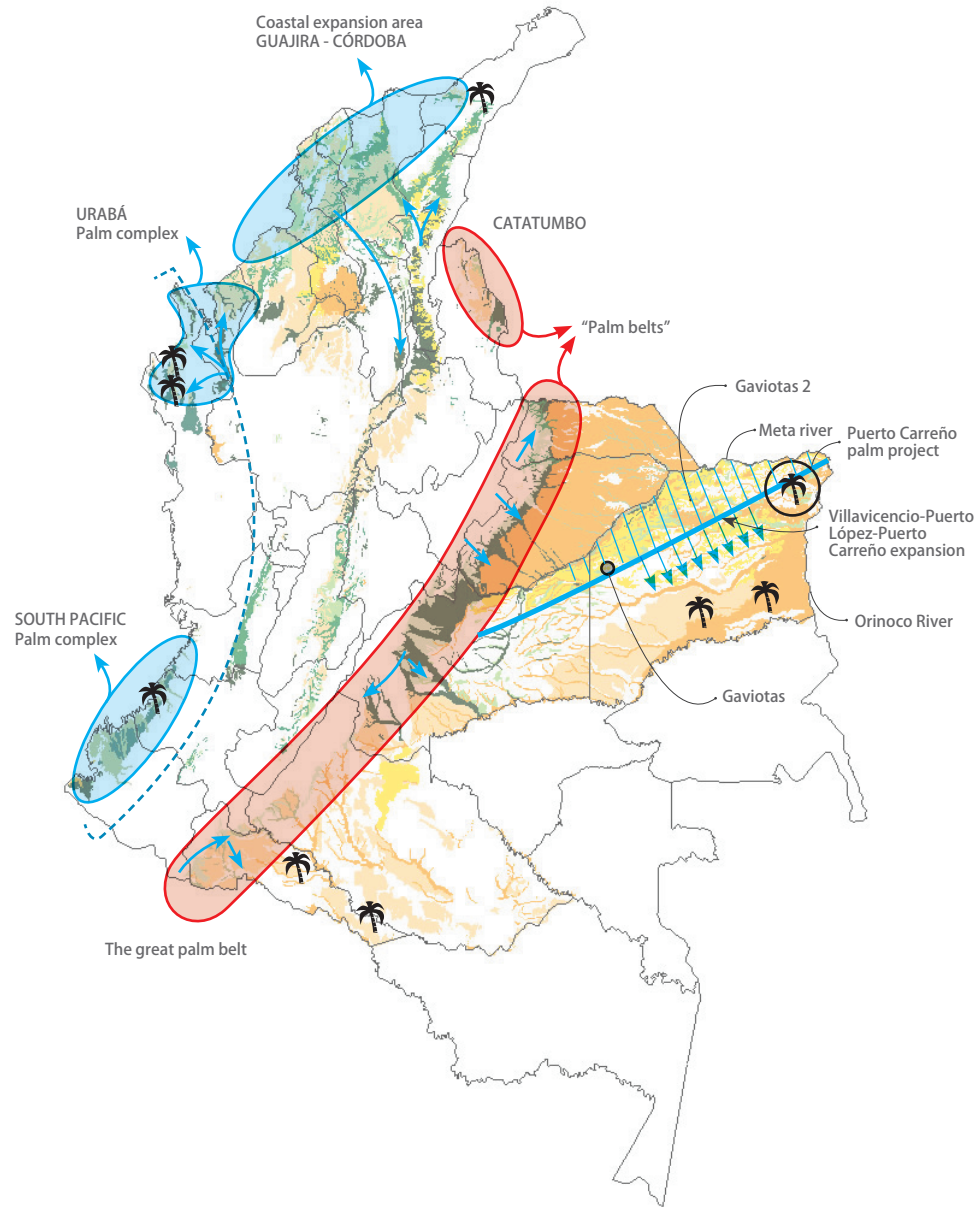 Coastal expansion area
GUAJIRA - CÓRDOBA
URABÁ
Palm complex
CATATUMBO
“Palm belts”
Gaviotas 2
Meta river
Puerto Carreño
palm project
Villavicencio-Puerto
López-Puerto
Carreño expansion
SOUTH PACIFIC
Palm complex
Orinoco River
Gaviotas
The great palm belt